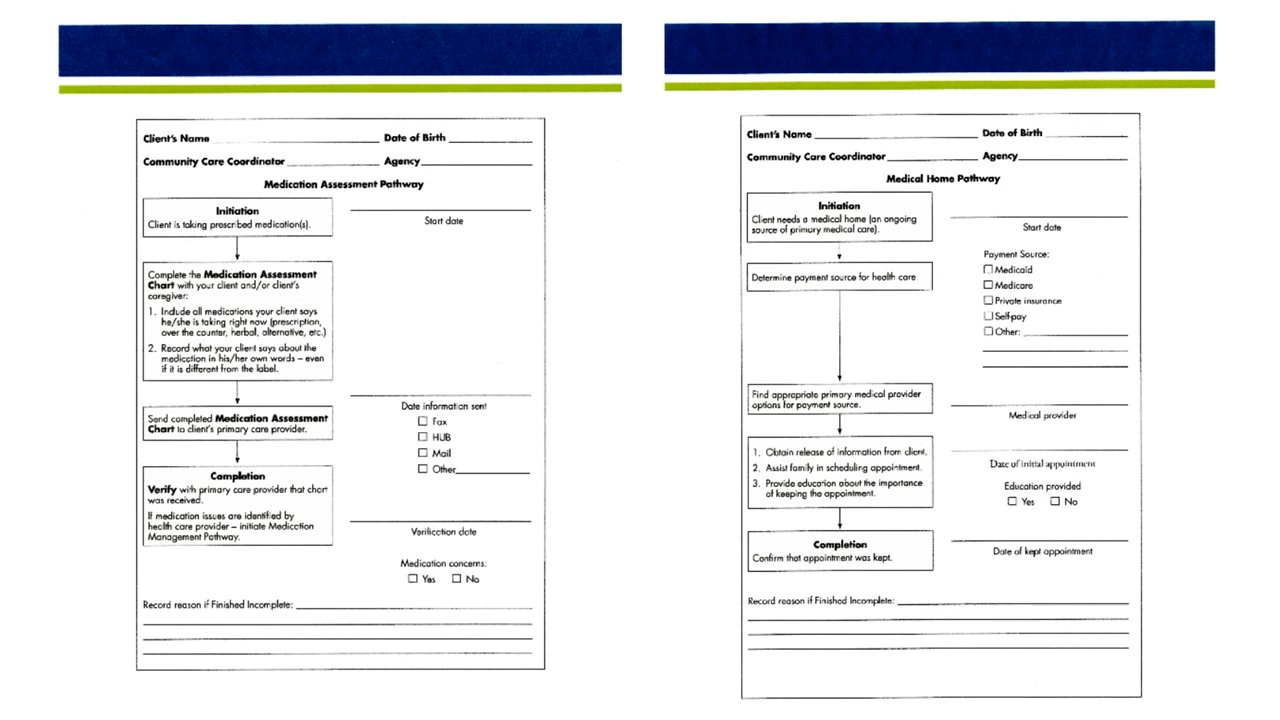 Client's Name Date of Birth
Community Care Coordinator Agency
Medication Assessment Pathway
Initiation
Client is taking prescribed medication(s).
Start date
Complete the Medication Assessment
Chart with your client and/or client's
caregiver:
1. Include all medications your client says
he/she is taking right now (prescription,
over the counter, herbal, alternative, etc.)
2. Record what your client says about the
medication in his/her own words – even
if it is different from the label.
Send completed Medication Assessment
Chart to client's primary care provider.
Date information sent
Fax
HUB
Mail
Other
Completion
Verify with primary care provider that chart
was received.
If medication issues are identified by
health care provider – initiate Medication
Management Pathway.
Verification date
Medication concerns:
Yes No
Record reason if Finished Incomplete:
Client's Name Date of Birth
Community Care Coordinator Agency
Medical Home Pathway
Initiation
Client needs a medical home (an ongoing
source of primary medical care).
Start date
Determine payment source for health care
Payment Source:
Medicaid
Medicare
Private insurance
Self-pay
Other:
Find appropriate primary medical provider
options for payment source.
Medical provider
1. Obtain release of information from client.
2. Assist family in scheduling appointment.
3. Provide education about the importance
of keeping the appointment.
Date of initial appointment
Education provided
Yes No
Completion
Confirm that appointment was kept.
Date of kept appointment
Record reason if Finished Incomplete: